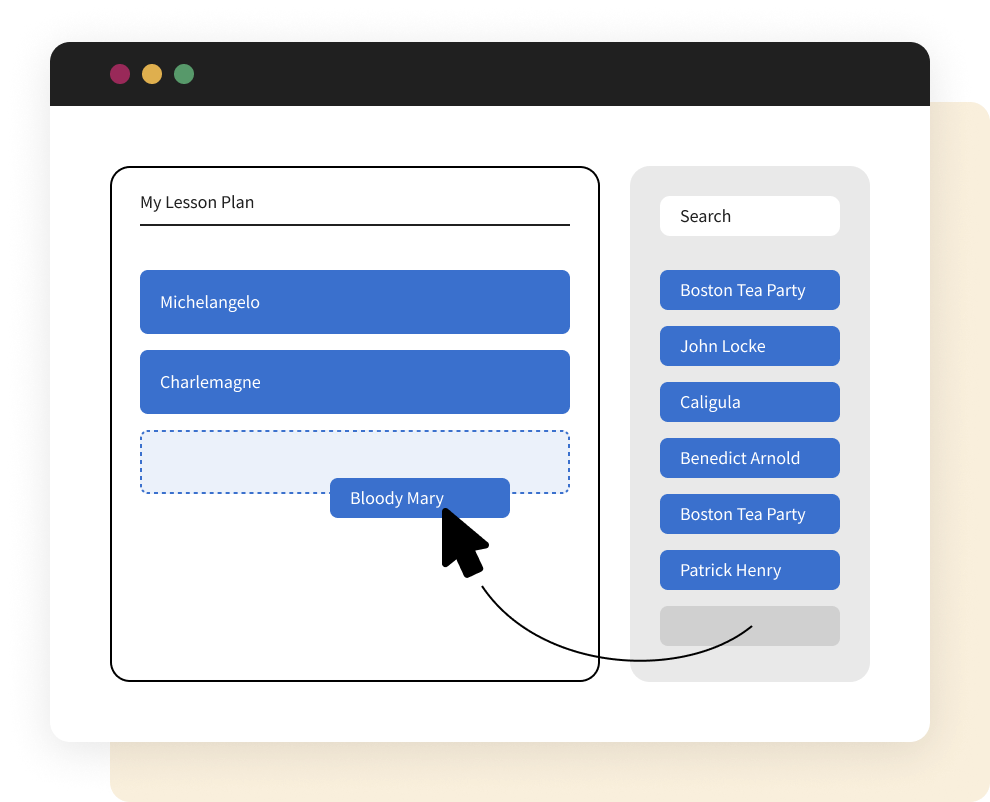 My Lesson Plan
Michelangelo
Charlemagne
Bloody Mary
Search
Boston Tea Party
John Locke
Caligula
Benedict Arnold
Boston Tea Party
Patrick Henry